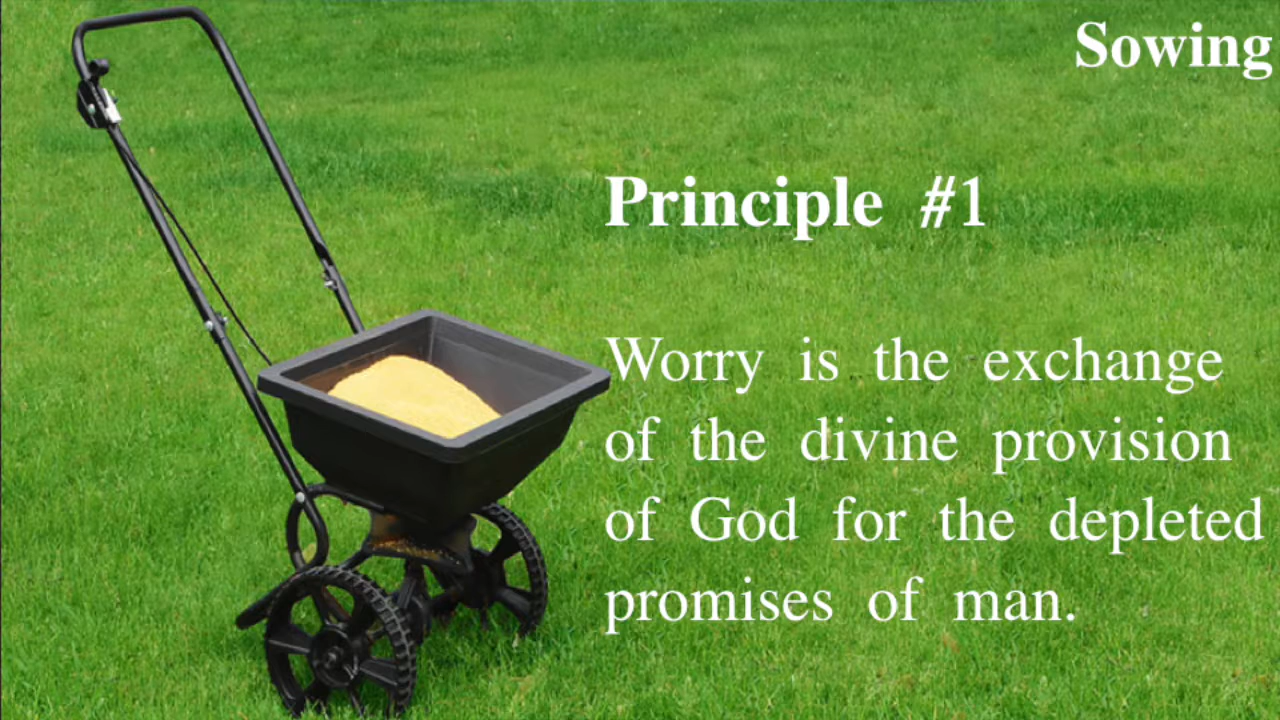 Sowing
Principle #1
Worry is the exchange
of the divine provision
of God for the depleted
promises of man.